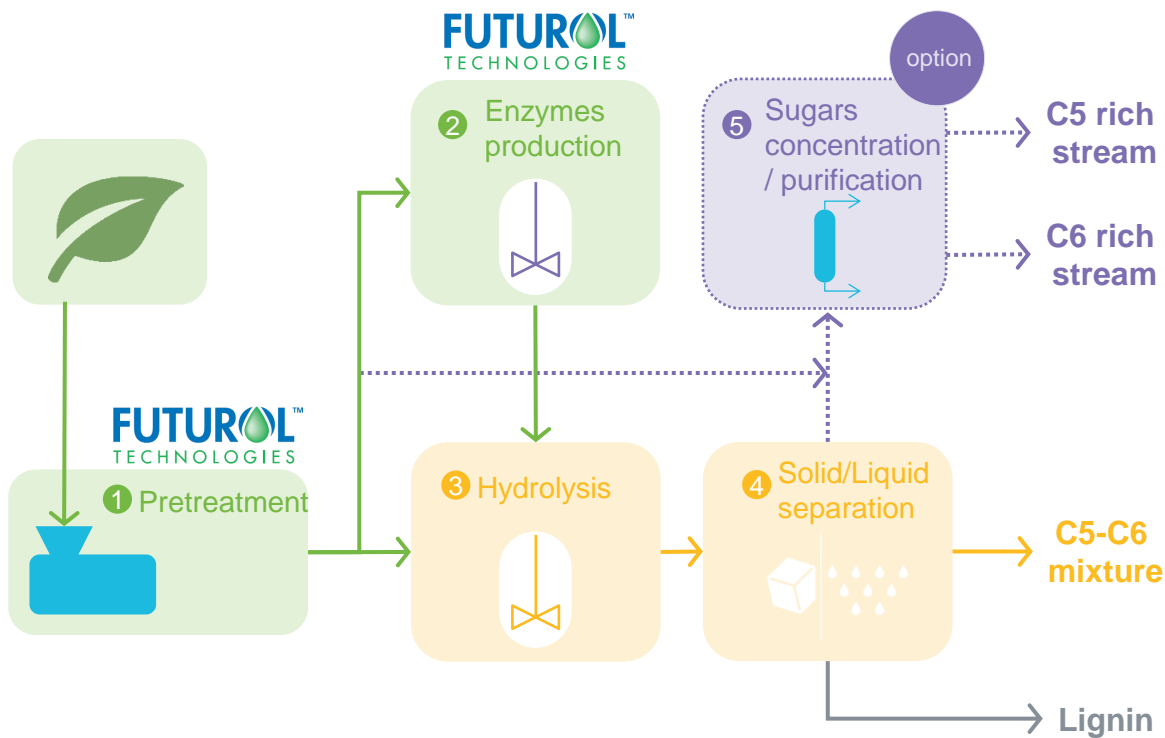 FUTUROL™
TECHNOLOGIES
option
2 Enzymes
production
5 Sugars
concentration
/ purification
C5 rich
stream
C6 rich
stream
FUTUROL™
TECHNOLOGIES
1 Pretreatment
3 Hydrolysis
4 Solid/Liquid
separation
C5-C6
mixture
Lignin